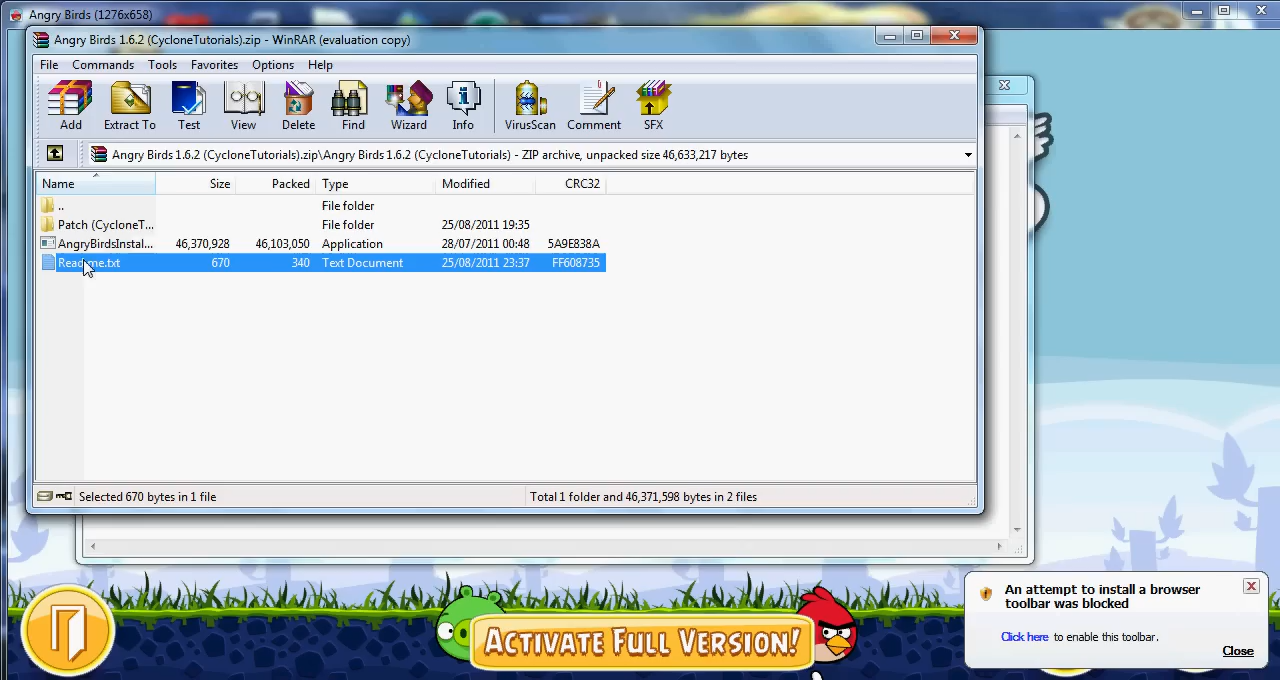 Angry Birds (1276x658)
Angry Birds 1.6.2 (CycloneTutorials).zip - WinRAR (evaluation copy)
File Commands Tools Favorites Options Help
Add Extract To Test View Delete Find Wizard Info VirusScan Comment SFX
Angry Birds 1.6.2 (CycloneTutorials).zip\Angry Birds 1.6.2 (CycloneTutorials) - ZIP archive, unpacked size 46,633,217 bytes
Name Size Packed Type Modified CRC32
.. File folder
Patch (CycloneT... File folder 25/08/2011 19:35
AngryBirdsInstal... 46,370,928 46,103,050 Application 28/07/2011 00:48 5A9E838A
Readme.txt 670 340 Text Document 25/08/2011 23:37 FF608735
Selected 670 bytes in 1 file Total 1 folder and 46,371,598 bytes in 2 files
An attempt to install a browser
toolbar was blocked
Click here to enable this toolbar.
Close
ACTIVATE FULL VERSION!